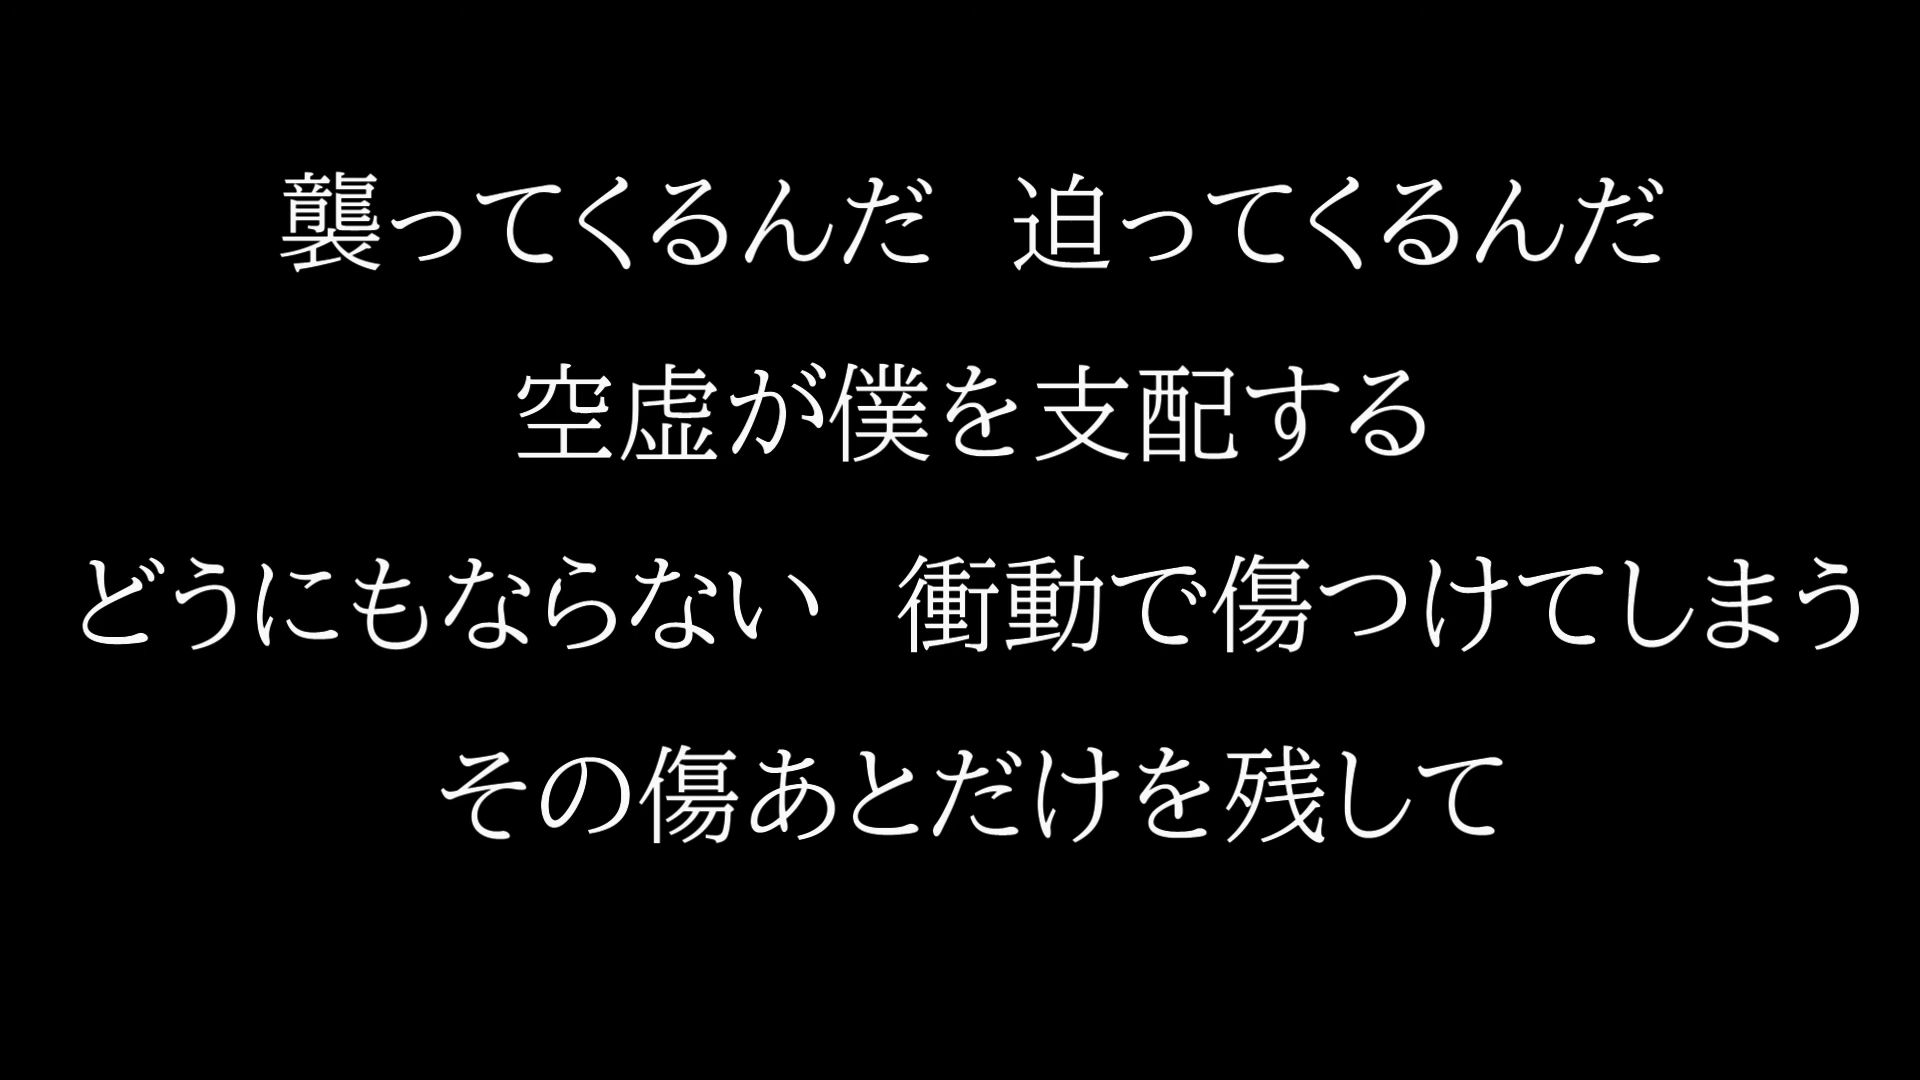 襲ってくるんだ　迫ってくるんだ
空虚が僕を支配する
どうにもならない　衝動で傷つけてしまう
その傷あとだけを残して